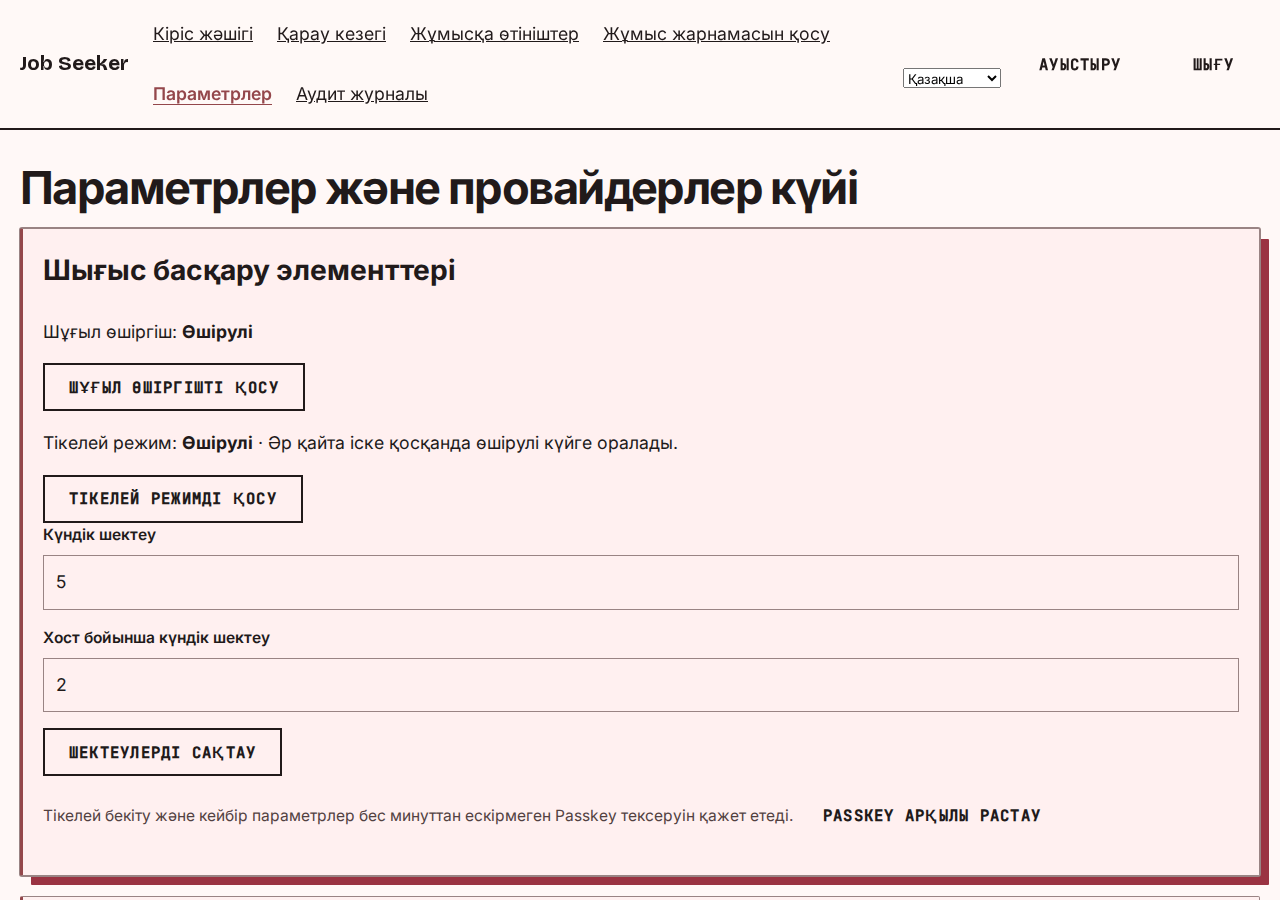 Job Seeker
Кіріс жәшігі Қарау кезегі Жұмысқа өтініштер Жұмыс жарнамасын қосу
Параметрлер Аудит журналы
Қазақша
АУЫСТЫРУ
ШЫҒУ
Параметрлер және провайдерлер күйі
Шығыс басқару элементтері
Шұғыл өшіргіш: Өшірулі
ШҰҒЫЛ ӨШІРГІШТІ ҚОСУ
Тікелей режим: Өшірулі · Әр қайта іске қосқанда өшірулі күйге оралады.
ТІКЕЛЕЙ РЕЖИМДІ ҚОСУ
Күндік шектеу
5
Хост бойынша күндік шектеу
2
ШЕКТЕУЛЕРДІ САҚТАУ
Тікелей бекіту және кейбір параметрлер бес минуттан ескірмеген Passkey тексеруін қажет етеді. PASSKEY АРҚЫЛЫ РАСТАУ